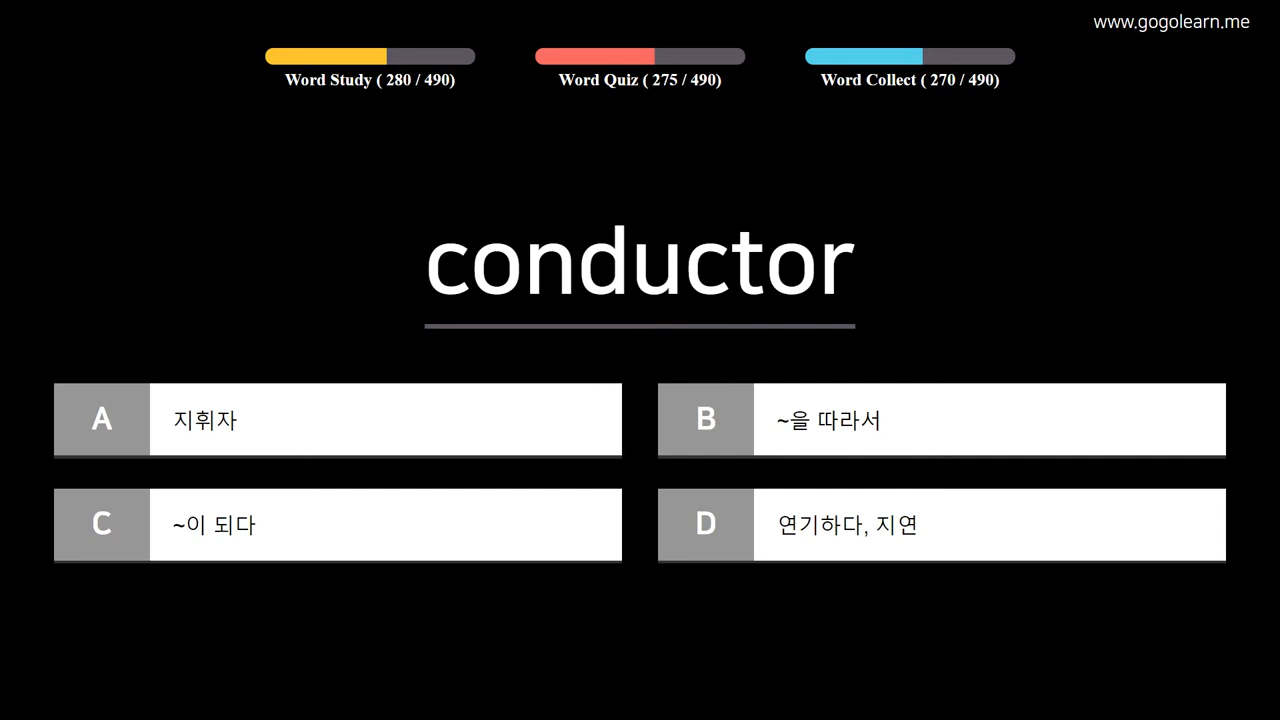 www.gogolearn.me
Word Study ( 280 / 490)
Word Quiz ( 275 / 490)
Word Collect ( 270 / 490)
conductor
A 지휘자
B ~을 따라서
C ~이 되다
D 연기하다, 지연